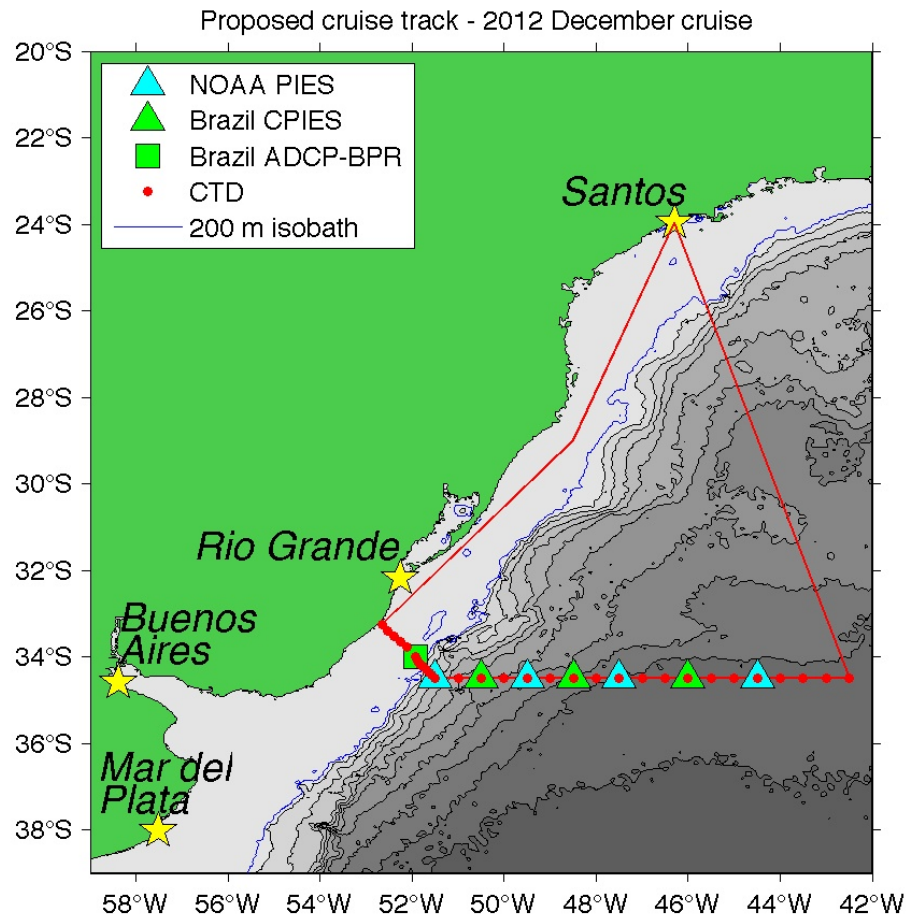 Proposed cruise track - 2012 December cruise
20°S
22°S
24°S
26°S
28°S
30°S
32°S
34°S
36°S
38°S
NOAA PIES
Brazil CPIES
Brazil ADCP-BPR
CTD
200 m isobath
Santos
Rio Grande
Buenos
Aires
Mar del
Plata
58°W
56°W
54°W
52°W
50°W
48°W
46°W
44°W
42°W